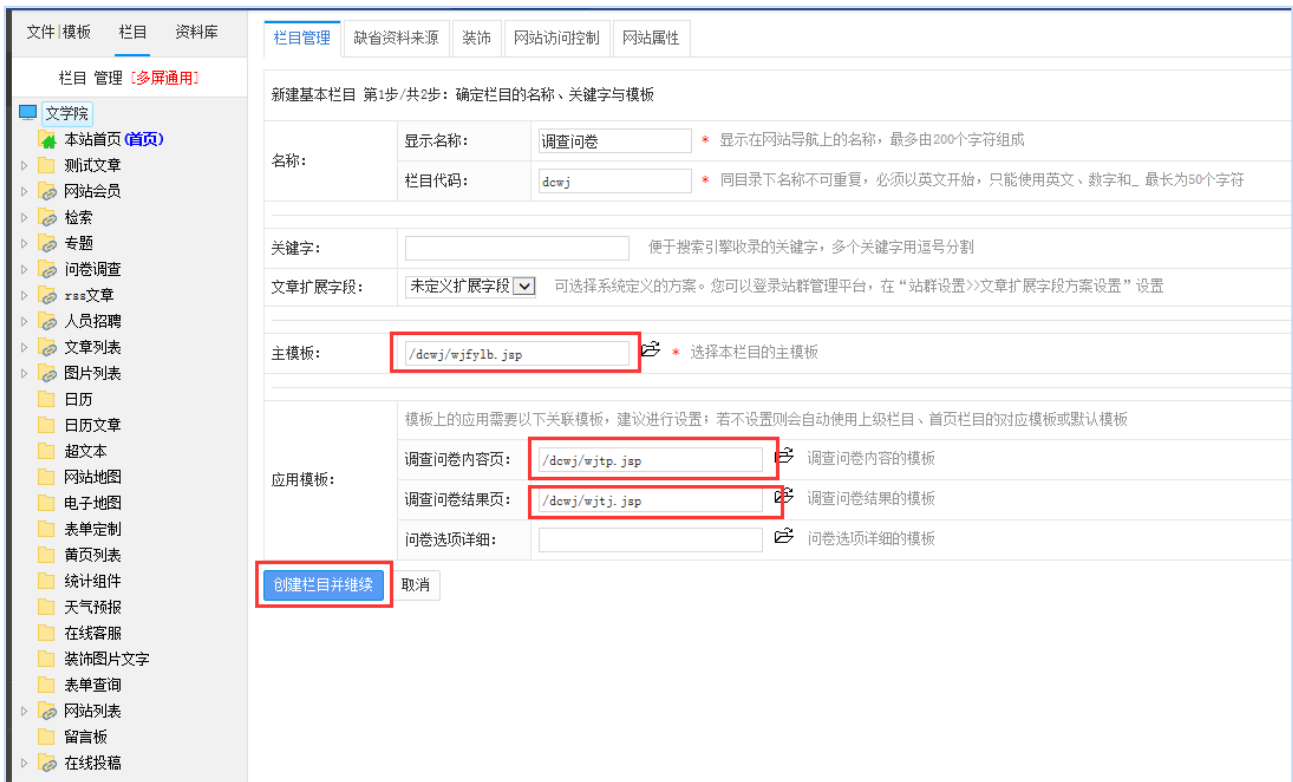 文件|模板 栏目 资料库
栏目 管理 [多屏通用]
文学院
本站首页(首页)
测试文章
网站会员
检索
专题
问卷调查
rss文章
人员招聘
文章列表
图片列表
日历
日历文章
超文本
网站地图
电子地图
表单定制
黄页列表
统计组件
天气预报
在线客服
装饰图片文字
表单查询
网站列表
留言板
在线投稿
栏目管理 缺省资料来源 装饰 网站访问控制 网站属性
新建基本栏目 第1步/共2步: 确定栏目的名称、关键字与模板
名称:
显示名称: 调查问卷 * 显示在网站导航上的名称，最多由200个字符组成
栏目代码: dcwj * 同目录下名称不可重复，必须以英文开始，只能使用英文、数字和_ 最长为50个字符
关键字: 便于搜索引擎收录的关键字，多个关键字用逗号分割
文章扩展字段: 未定义扩展字段 可选择系统定义的方案。您可以登录站群管理平台，在“站群设置>>文章扩展字段方案设置”设置
主模板: /dcwj/wjfylb.jsp * 选择本栏目的主模板
应用模板:
模板上的应用需要以下关联模板，建议进行设置；若不设置则会自动使用上级栏目、首页栏目的对应模板或默认模板
调查问卷内容页: /dcwj/wjtp.jsp 调查问卷内容的模板
调查问卷结果页: /dcwj/wjtj.jsp 调查问卷结果的模板
问卷选项详细: 问卷选项详细的模板
创建栏目并继续 取消